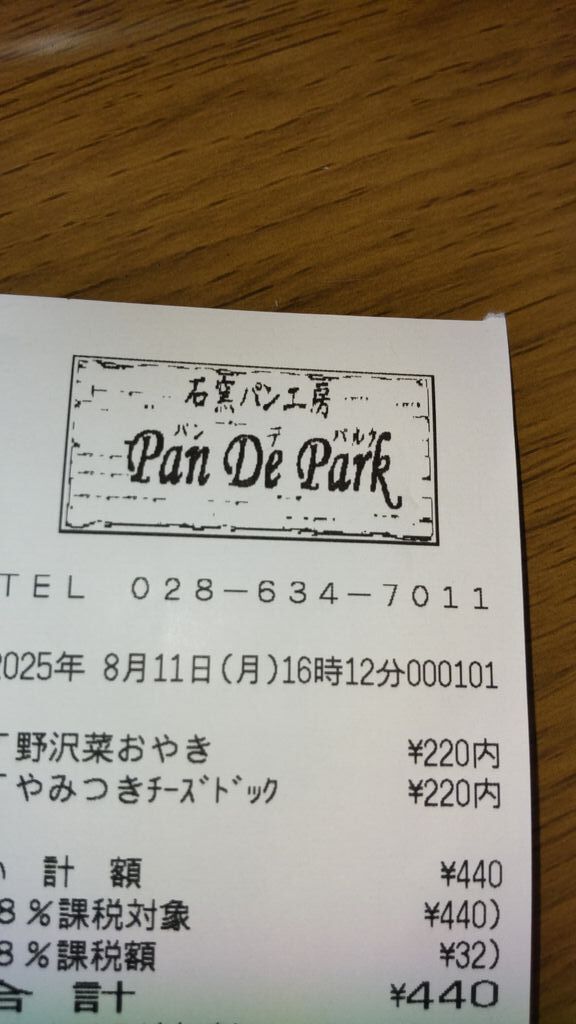 石窯パン工房
パン デ パルク
Pan De Park
TEL 028-634-7011
2025年 8月11日(月)16時12分000101
野沢菜おやき ¥220内
やみつきﾁｰｽﾞﾄﾞｯｸ ¥220内
計 額 ¥440
8%課税対象 ¥440)
8%課税額 ¥32)
合 計 ¥440